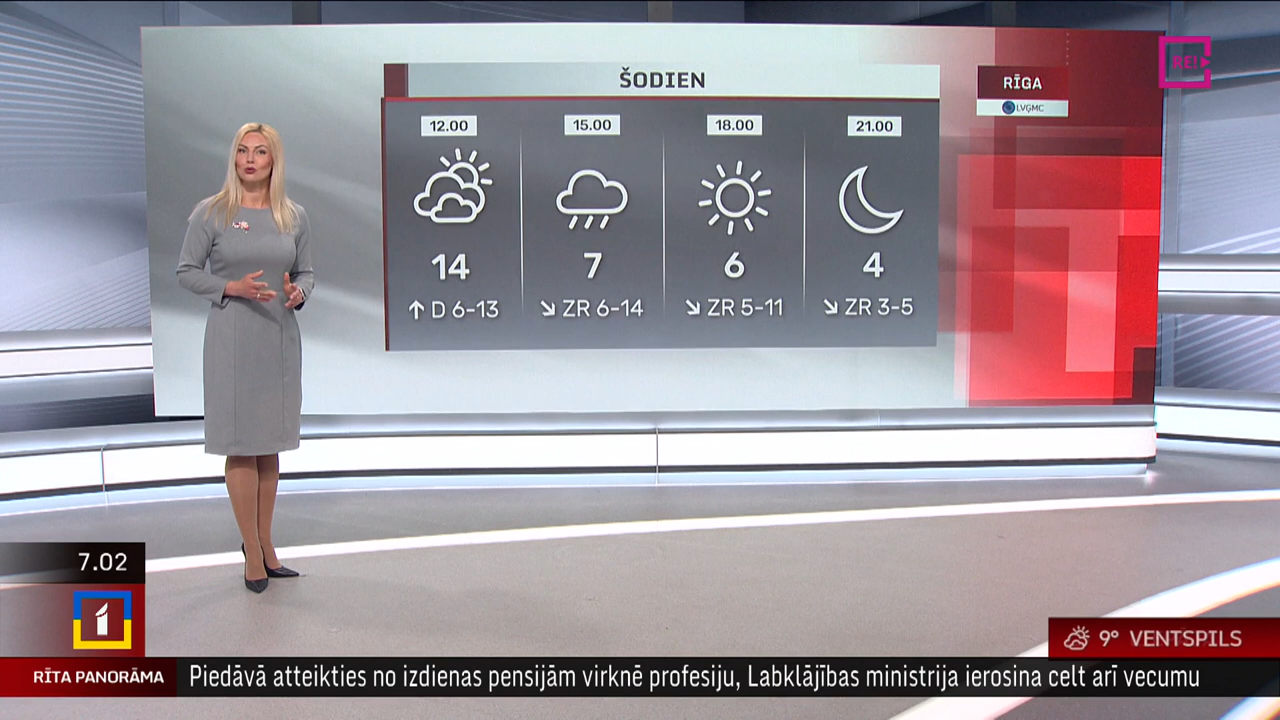 ŠODIEN
RE!
RĪGA
LVĢMC
12.00 15.00 18.00 21.00
14 7 6 4
D 6-13 ZR 6-14 ZR 5-11 ZR 3-5
7.02
1
9° VENTSPILS
RĪTA PANORĀMA
Piedāvā atteikties no izdienas pensijām virknē profesiju, Labklājības ministrija ierosina celt arī vecumu